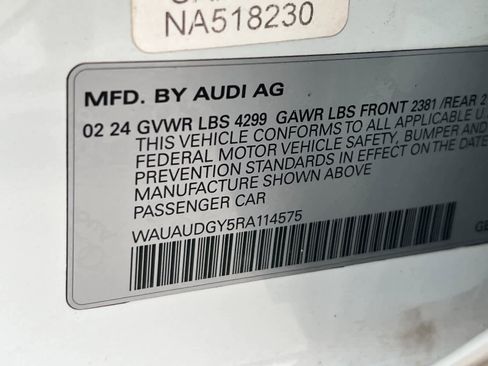 NA518230
MFD. BY AUDI AG
02 24 GVWR LBS 4299 GAWR LBS FRONT 2381 /REAR 2
THIS VEHICLE CONFORMS TO ALL APPLICABLE U
FEDERAL MOTOR VEHICLE SAFETY, BUMPER AND
PREVENTION STANDARDS IN EFFECT ON THE DATE
MANUFACTURE SHOWN ABOVE
PASSENGER CAR
WAUAUDGY5RA114575
GE